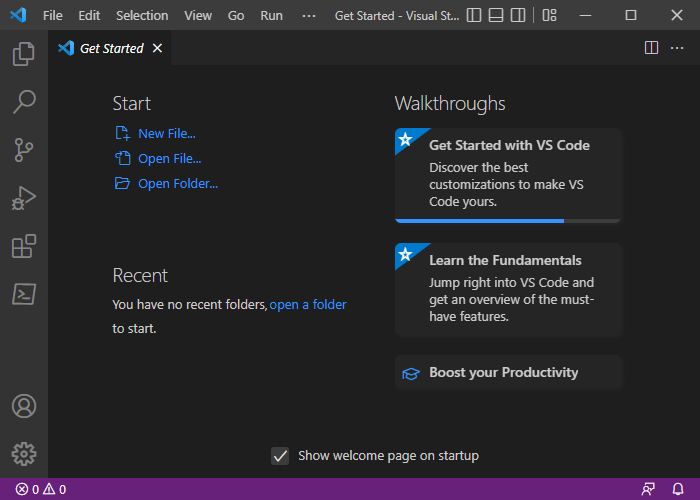 File Edit Selection View Go Run ··· Get Started - Visual St...
Get Started
Start
New File...
Open File...
Open Folder...
Recent
You have no recent folders, open a folder
to start.
Walkthroughs
Get Started with VS Code
Discover the best
customizations to make VS
Code yours.
Learn the Fundamentals
Jump right into VS Code and
get an overview of the must-
have features.
Boost your Productivity
Show welcome page on startup
0 0